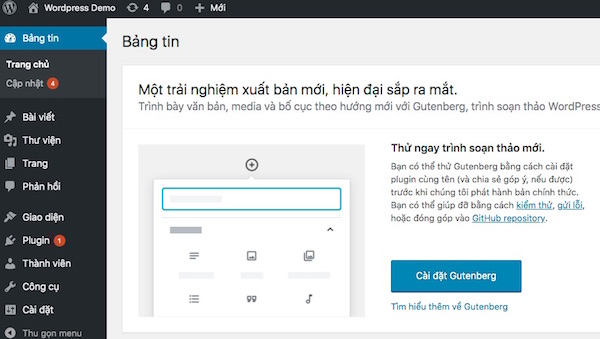 Wordpress Demo 4 0 + Mới
Bảng tin
Trang chủ
Cập nhật 4
Bài viết
Thư viện
Trang
Phản hồi
Giao diện
Plugin 1
Thành viên
Công cụ
Cài đặt
Thu gọn menu
Bảng tin
Một trải nghiệm xuất bản mới, hiện đại sắp ra mắt.
Trình bày văn bản, media và bố cục theo hướng mới với Gutenberg, trình soạn thảo WordPress
Thử ngay trình soạn thảo mới.
Bạn có thể thử Gutenberg bằng cách cài đặt
plugin cùng tên (và chia sẻ góp ý, nếu được)
trước khi chúng tôi phát hành bản chính thức.
Bạn có thể giúp đỡ bằng cách kiểm thử, gửi lỗi,
hoặc đóng góp vào GitHub repository.
Cài đặt Gutenberg
Tìm hiểu thêm về Gutenberg